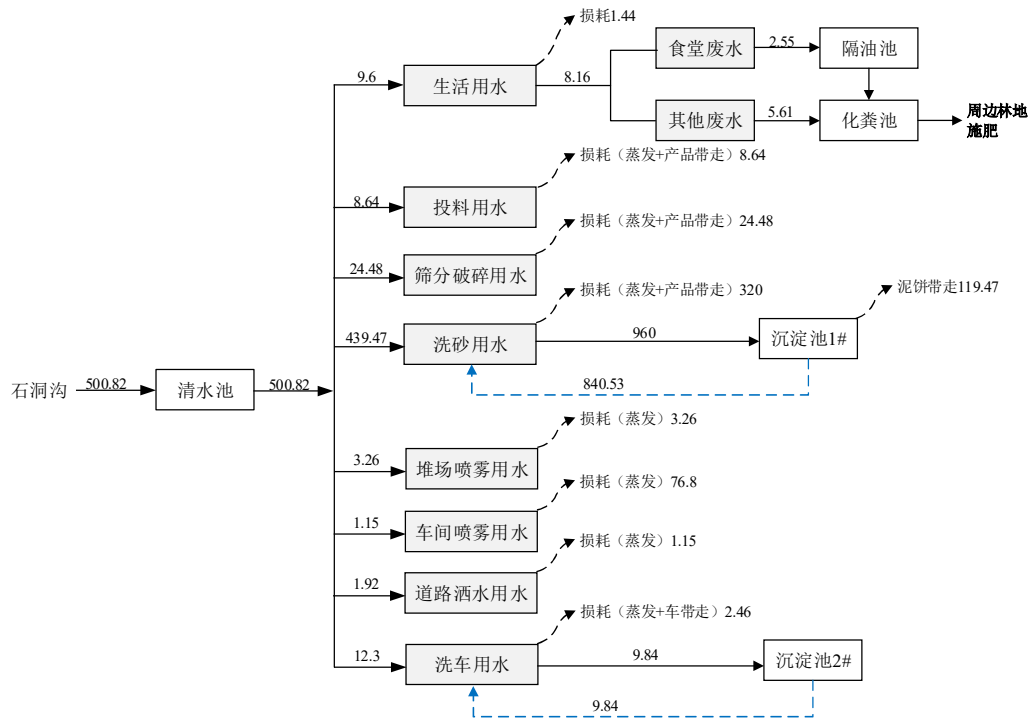 损耗1.44
食堂废水
2.55
隔油池
9.6
生活用水
8.16
其他废水
5.61
化粪池
周边林地
施肥
损耗（蒸发+产品带走）8.64
8.64
投料用水
损耗（蒸发+产品带走）24.48
24.48
筛分破碎用水
损耗（蒸发+产品带走）320
泥饼带走119.47
439.47
洗砂用水
960
沉淀池1#
840.53
石洞沟
500.82
清水池
500.82
损耗（蒸发）3.26
3.26
堆场喷雾用水
损耗（蒸发）76.8
1.15
车间喷雾用水
损耗（蒸发）1.15
1.92
道路洒水用水
损耗（蒸发+车带走）2.46
12.3
洗车用水
9.84
沉淀池2#
9.84